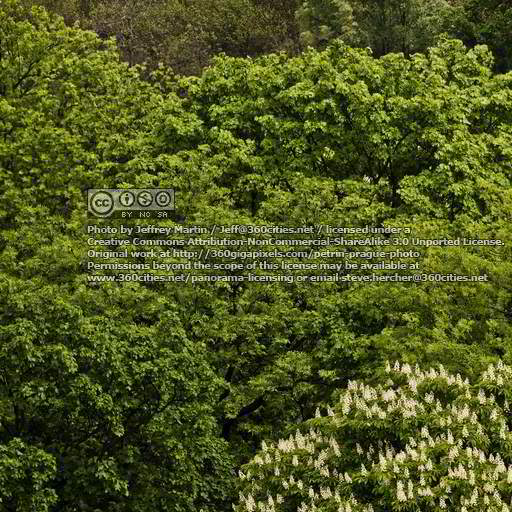 cc BY NC SA
Photo by Jeffrey Martin / Jeff@360cities.net / licensed under a
Creative Commons Attribution-NonCommercial-ShareAlike 3.0 Unported License.
Original work at http://360gigapixels.com/petrin-prague-photo
Permissions beyond the scope of this license may be available at
www.360cities.net/panorama-licensing or email steve.hercher@360cities.net